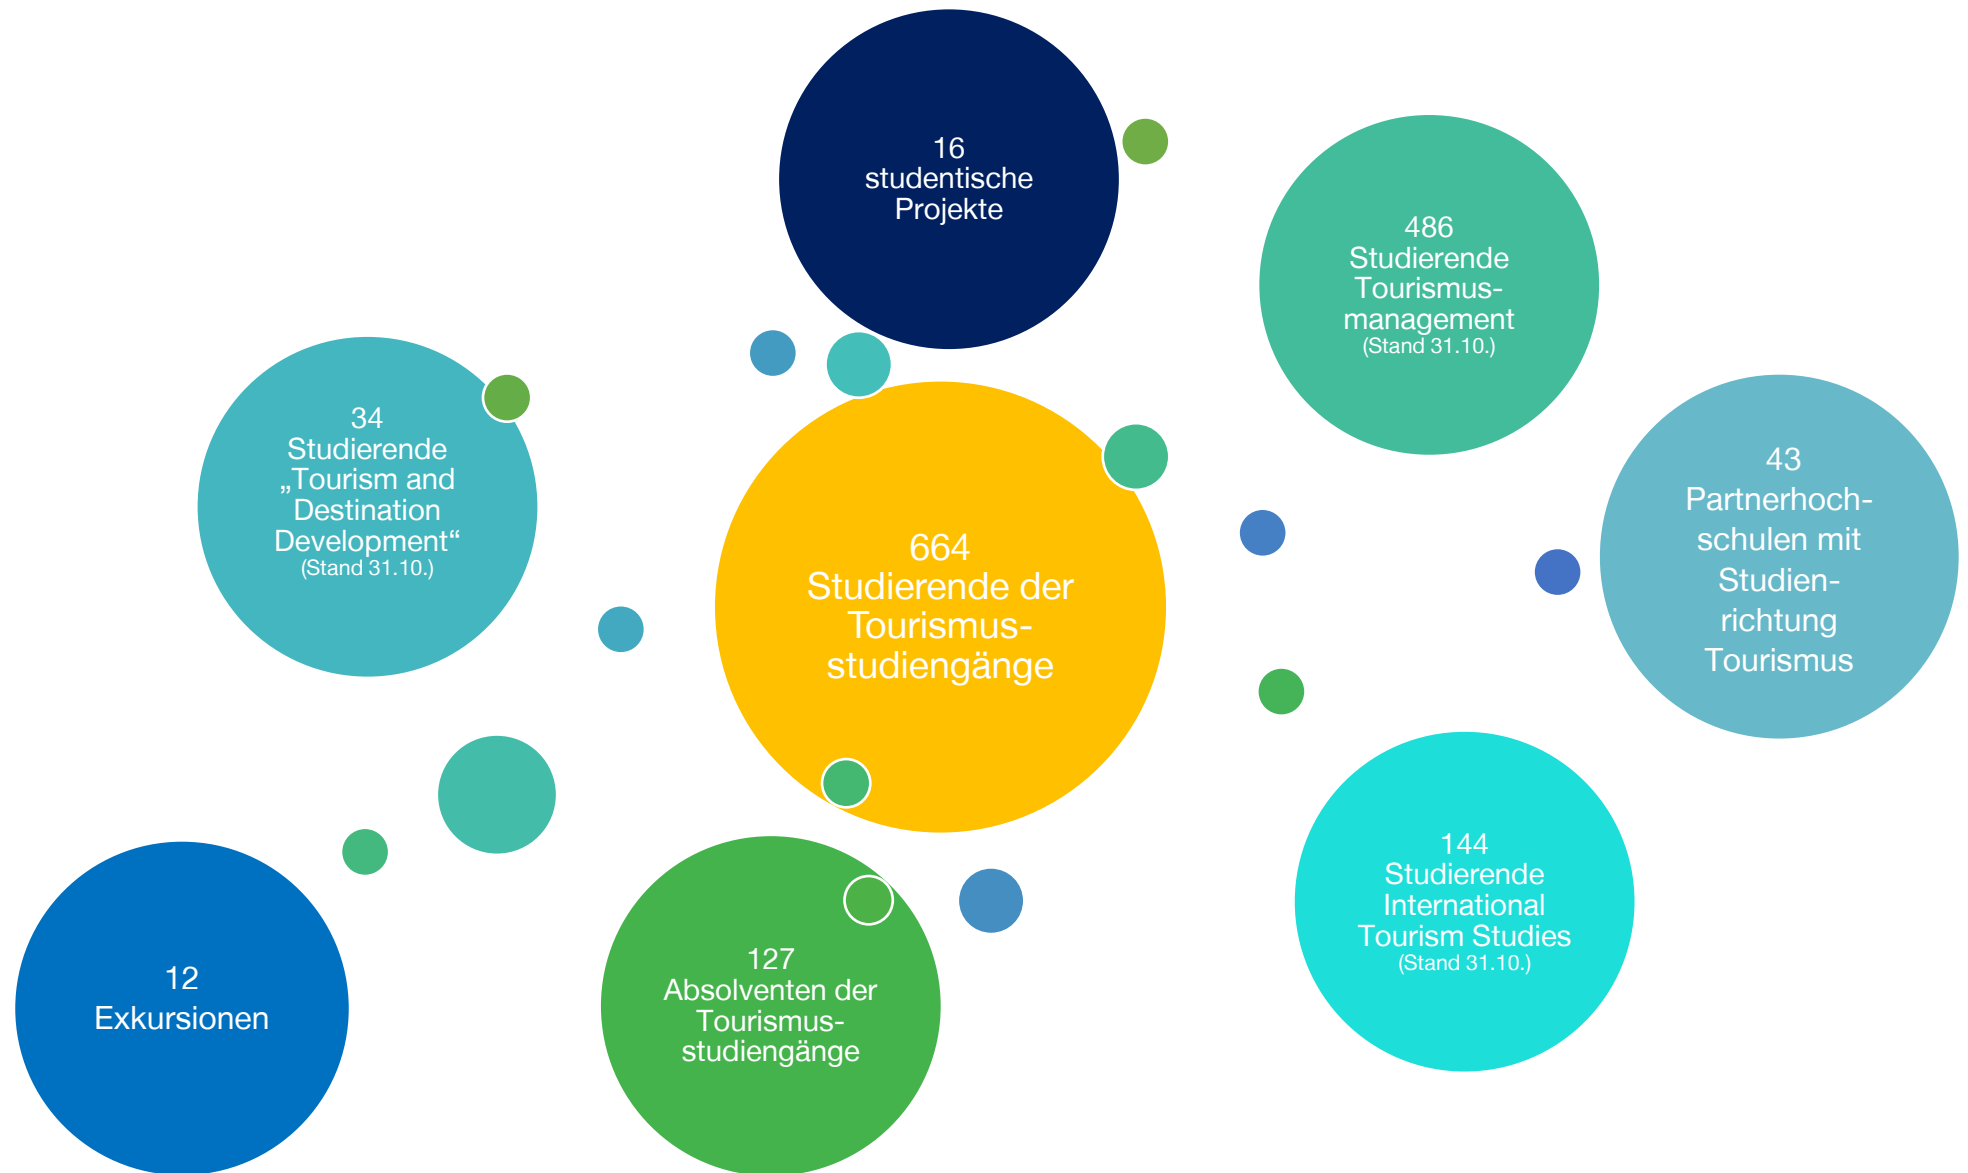 16
studentische
Projekte
486
Studierende
Tourismus-
management
(Stand 31.10.)
34
Studierende
„Tourism and
Destination
Development“
(Stand 31.10.)
43
Partnerhoch-
schulen mit
Studien-
richtung
Tourismus
664
Studierende der
Tourismus-
studiengänge
144
Studierende
International
Tourism Studies
(Stand 31.10.)
12
Exkursionen
127
Absolventen der
Tourismus-
studiengänge